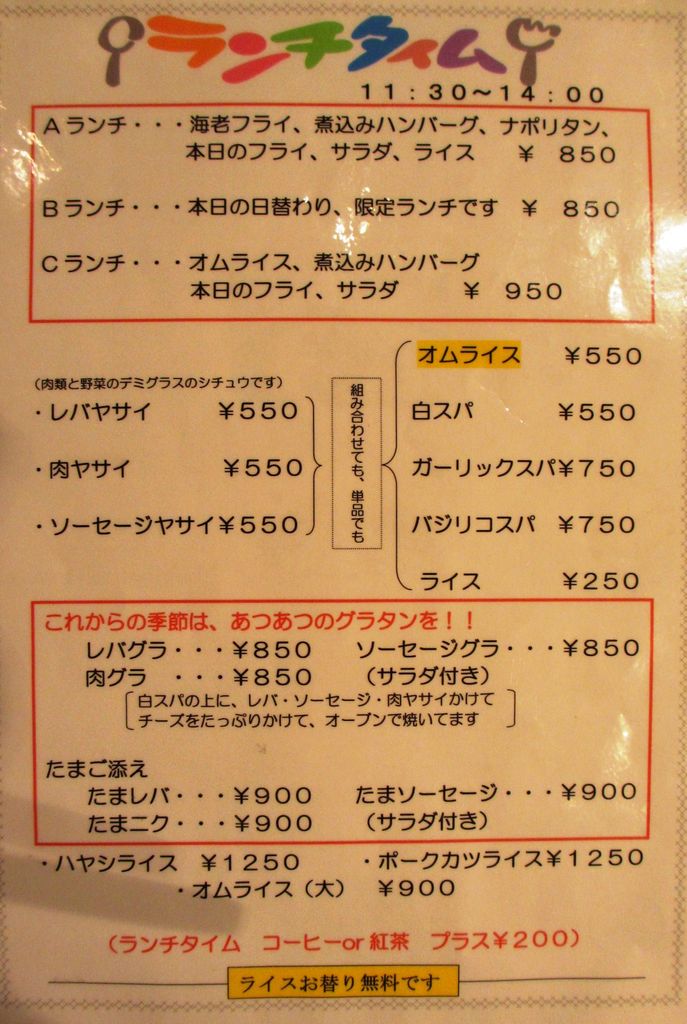 ランチタイム
11：30～14：00
Aランチ・・・海老フライ、煮込みハンバーグ、ナポリタン、
本日のフライ、サラダ、ライス ￥ 850
Bランチ・・・本日の日替わり、限定ランチです ￥ 850
Cランチ・・・オムライス、煮込みハンバーグ
本日のフライ、サラダ ￥ 950
（肉類と野菜のデミグラスのシチュウです）
・レバヤサイ ￥550
・肉ヤサイ ￥550
・ソーセージヤサイ￥550
組み合わせても、単品でも
オムライス ￥550
白スパ ￥550
ガーリックスパ￥750
バジリコスパ ￥750
ライス ￥250
これからの季節は、あつあつのグラタンを！！
レバグラ ・・・￥850 ソーセージグラ・・・￥850
肉グラ ・・・￥850 （サラダ付き）
白スパの上に、レバ・ソーセージ・肉ヤサイかけて
チーズをたっぷりかけて、オーブンで焼いてます
たまご添え
たまレバ・・・￥900 たまソーセージ・・・￥900
たまニク・・・￥900 （サラダ付き）
・ハヤシライス ￥1250 ・ポークカツライス￥1250
・オムライス（大） ￥900
（ランチタイム コーヒーor紅茶 プラス￥200）
ライスお替り無料です